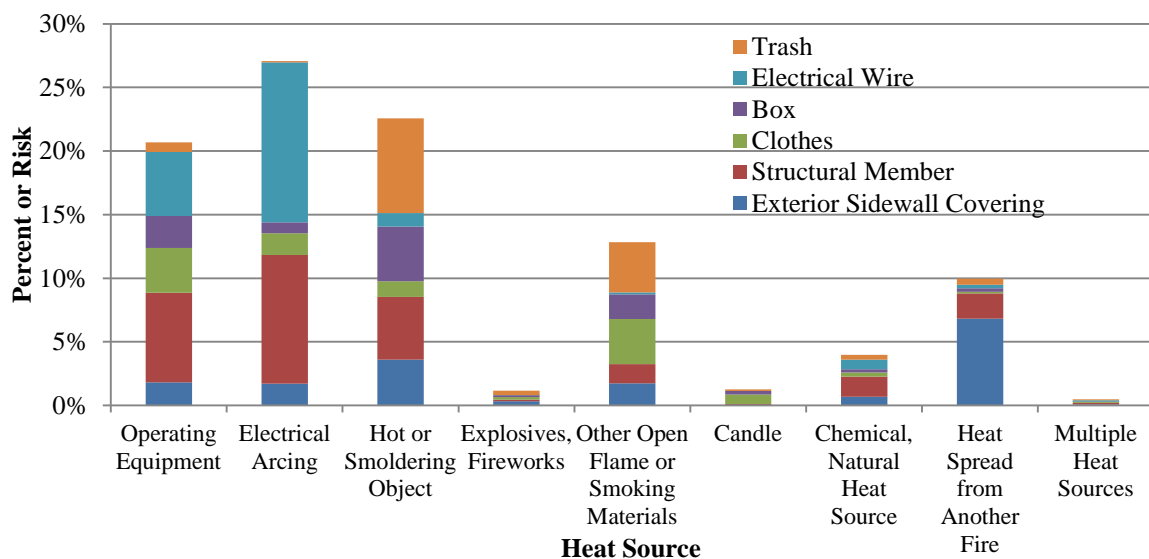 30%
25%
20%
15%
10%
5%
0%
Percent or Risk
Trash
Electrical Wire
Box
Clothes
Structural Member
Exterior Sidewall Covering
Operating
Equipment
Electrical
Arcing
Hot or
Smoldering
Object
Explosives,
Fireworks
Other Open
Flame or
Smoking
Materials
Candle
Chemical,
Natural
Heat
Source
Heat
Spread
from
Another
Fire
Multiple
Heat
Sources
Heat Source